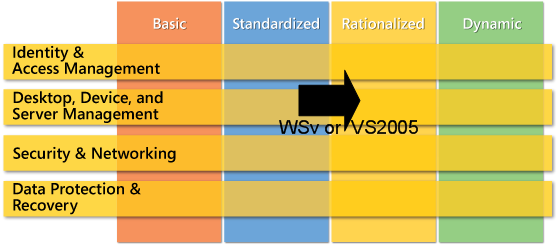 Basic Standardized Rationalized Dynamic
Identity &
Access Management
Desktop, Device, and
Server Management
WSv or VS2005
Security & Networking
Data Protection &
Recovery